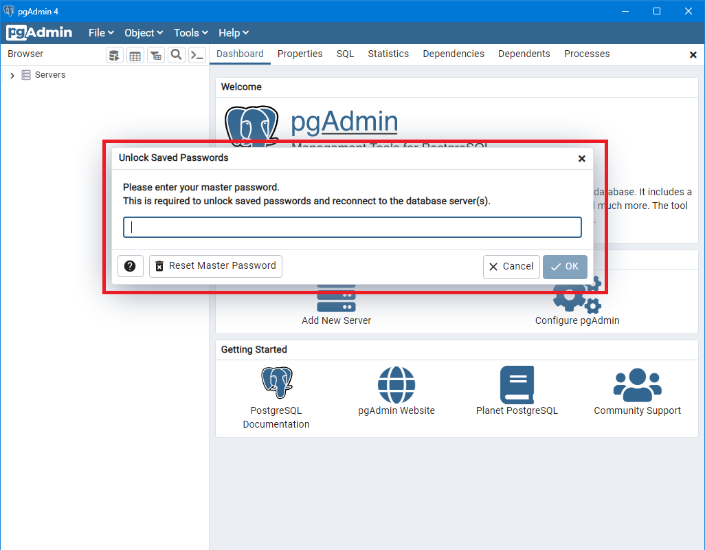 pgAdmin 4
pgAdmin File Object Tools Help
Browser Dashboard Properties SQL Statistics Dependencies Dependents Processes
Servers
Welcome
pgAdmin
Management Tools for PostgreSQL
Unlock Saved Passwords
Please enter your master password.
This is required to unlock saved passwords and reconnect to the database server(s).
database. It includes a
much more. The tool
Reset Master Password Cancel OK
Add New Server Configure pgAdmin
Getting Started
PostgreSQL Documentation
pgAdmin Website
Planet PostgreSQL
Community Support